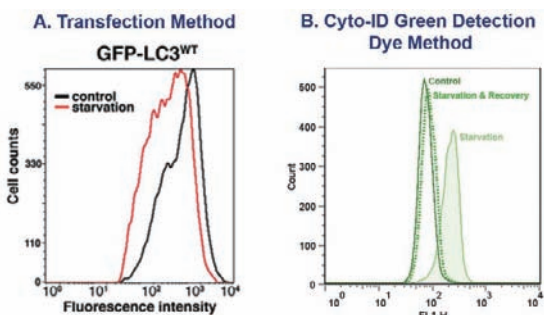 A. Transfection Method
GFP-LC3WT
control
starvation
Cell counts
550
330
110
0
10⁰ 10¹ 10² 10³ 10⁴
Fluorescence intensity
B. Cyto-ID Green Detection
Dye Method
Control
Starvation & Recovery
Starvation
Count
500
400
300
200
100
0
10⁰ 10¹ 10² 10³ 10⁴